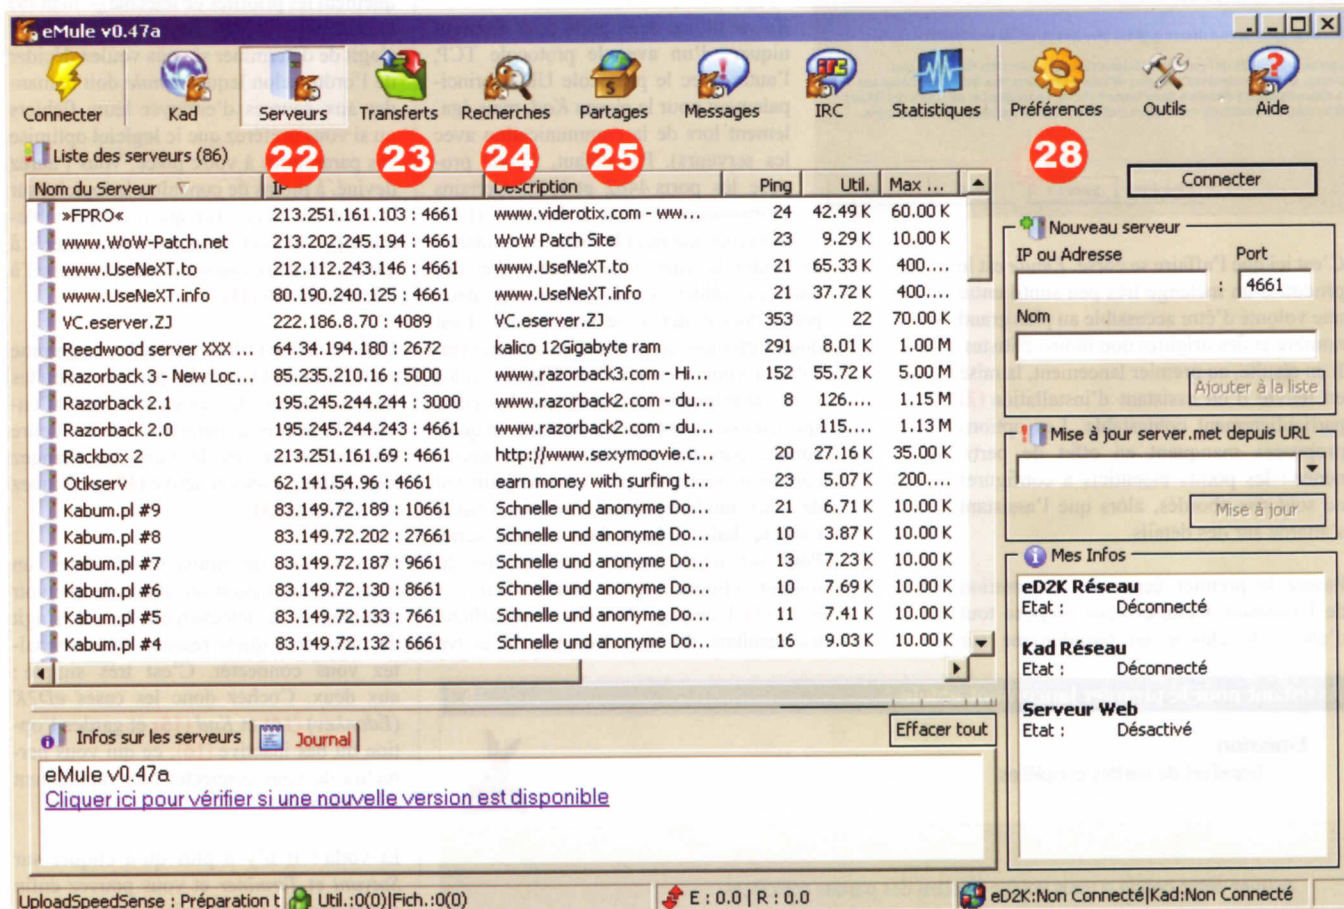 eMule v0.47a
Connecter Kad Serveurs Transferts Recherches Partages Messages IRC Statistiques Préférences Outils Aide
22 23 24 25 28
Liste des serveurs (86)
Nom du Serveur IP Description Ping Util. Max ...
»FPRO« 213.251.161.103 : 4661 www.viderotix.com - ww... 24 42.49 K 60.00 K
www.WoW-Patch.net 213.202.245.194 : 4661 WoW Patch Site 23 9.29 K 10.00 K
www.UseNeXT.to 212.112.243.146 : 4661 www.UseNeXT.to 21 65.33 K 400....
www.UseNeXT.info 80.190.240.125 : 4661 www.UseNeXT.info 21 37.72 K 400....
VC.eserver.ZJ 222.186.8.70 : 4089 VC.eserver.ZJ 353 22 70.00 K
Reedwood server XXX ... 64.34.194.180 : 2672 kalico 12Gigabyte ram 291 8.01 K 1.00 M
Razorback 3 - New Loc... 85.235.210.16 : 5000 www.razorback3.com - Hi... 152 55.72 K 5.00 M
Razorback 2.1 195.245.244.244 : 3000 www.razorback2.com - du... 8 126.... 1.15 M
Razorback 2.0 195.245.244.243 : 4661 www.razorback2.com - du... 9 115.... 1.13 M
Rackbox 2 213.251.161.69 : 4661 http://www.sexymoovie.c... 20 27.16 K 35.00 K
Otikserv 62.141.54.96 : 4661 earn money with surfing t... 23 5.07 K 200....
Kabum.pl #9 83.149.72.189 : 10661 Schnelle und anonyme Do... 21 6.71 K 10.00 K
Kabum.pl #8 83.149.72.202 : 27661 Schnelle und anonyme Do... 10 3.87 K 10.00 K
Kabum.pl #7 83.149.72.187 : 9661 Schnelle und anonyme Do... 13 7.23 K 10.00 K
Kabum.pl #6 83.149.72.130 : 8661 Schnelle und anonyme Do... 10 7.69 K 10.00 K
Kabum.pl #5 83.149.72.133 : 7661 Schnelle und anonyme Do... 11 7.41 K 10.00 K
Kabum.pl #4 83.149.72.132 : 6661 Schnelle und anonyme Do... 16 9.03 K 10.00 K
Connecter
Nouveau serveur
IP ou Adresse Port
: 4661
Nom
Ajouter à la liste
Mise à jour server.met depuis URL
Mise à jour
Mes Infos
eD2K Réseau
Etat : Déconnecté
Kad Réseau
Etat : Déconnecté
Serveur Web
Etat : Désactivé
Infos sur les serveurs Journal Effacer tout
eMule v0.47a
Cliquer ici pour vérifier si une nouvelle version est disponible
UploadSpeedSense : Préparation t Util.:0(0)|Fich.:0(0) E : 0.0 | R : 0.0 eD2K:Non Connecté|Kad:Non Connecté